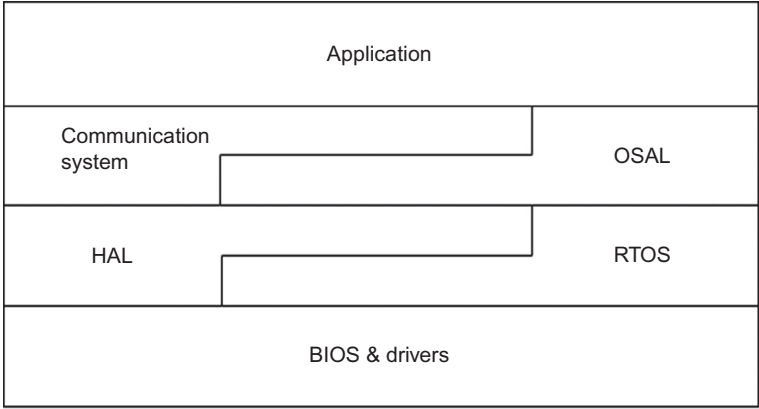 Application
Communication
system
OSAL
HAL
RTOS
BIOS & drivers